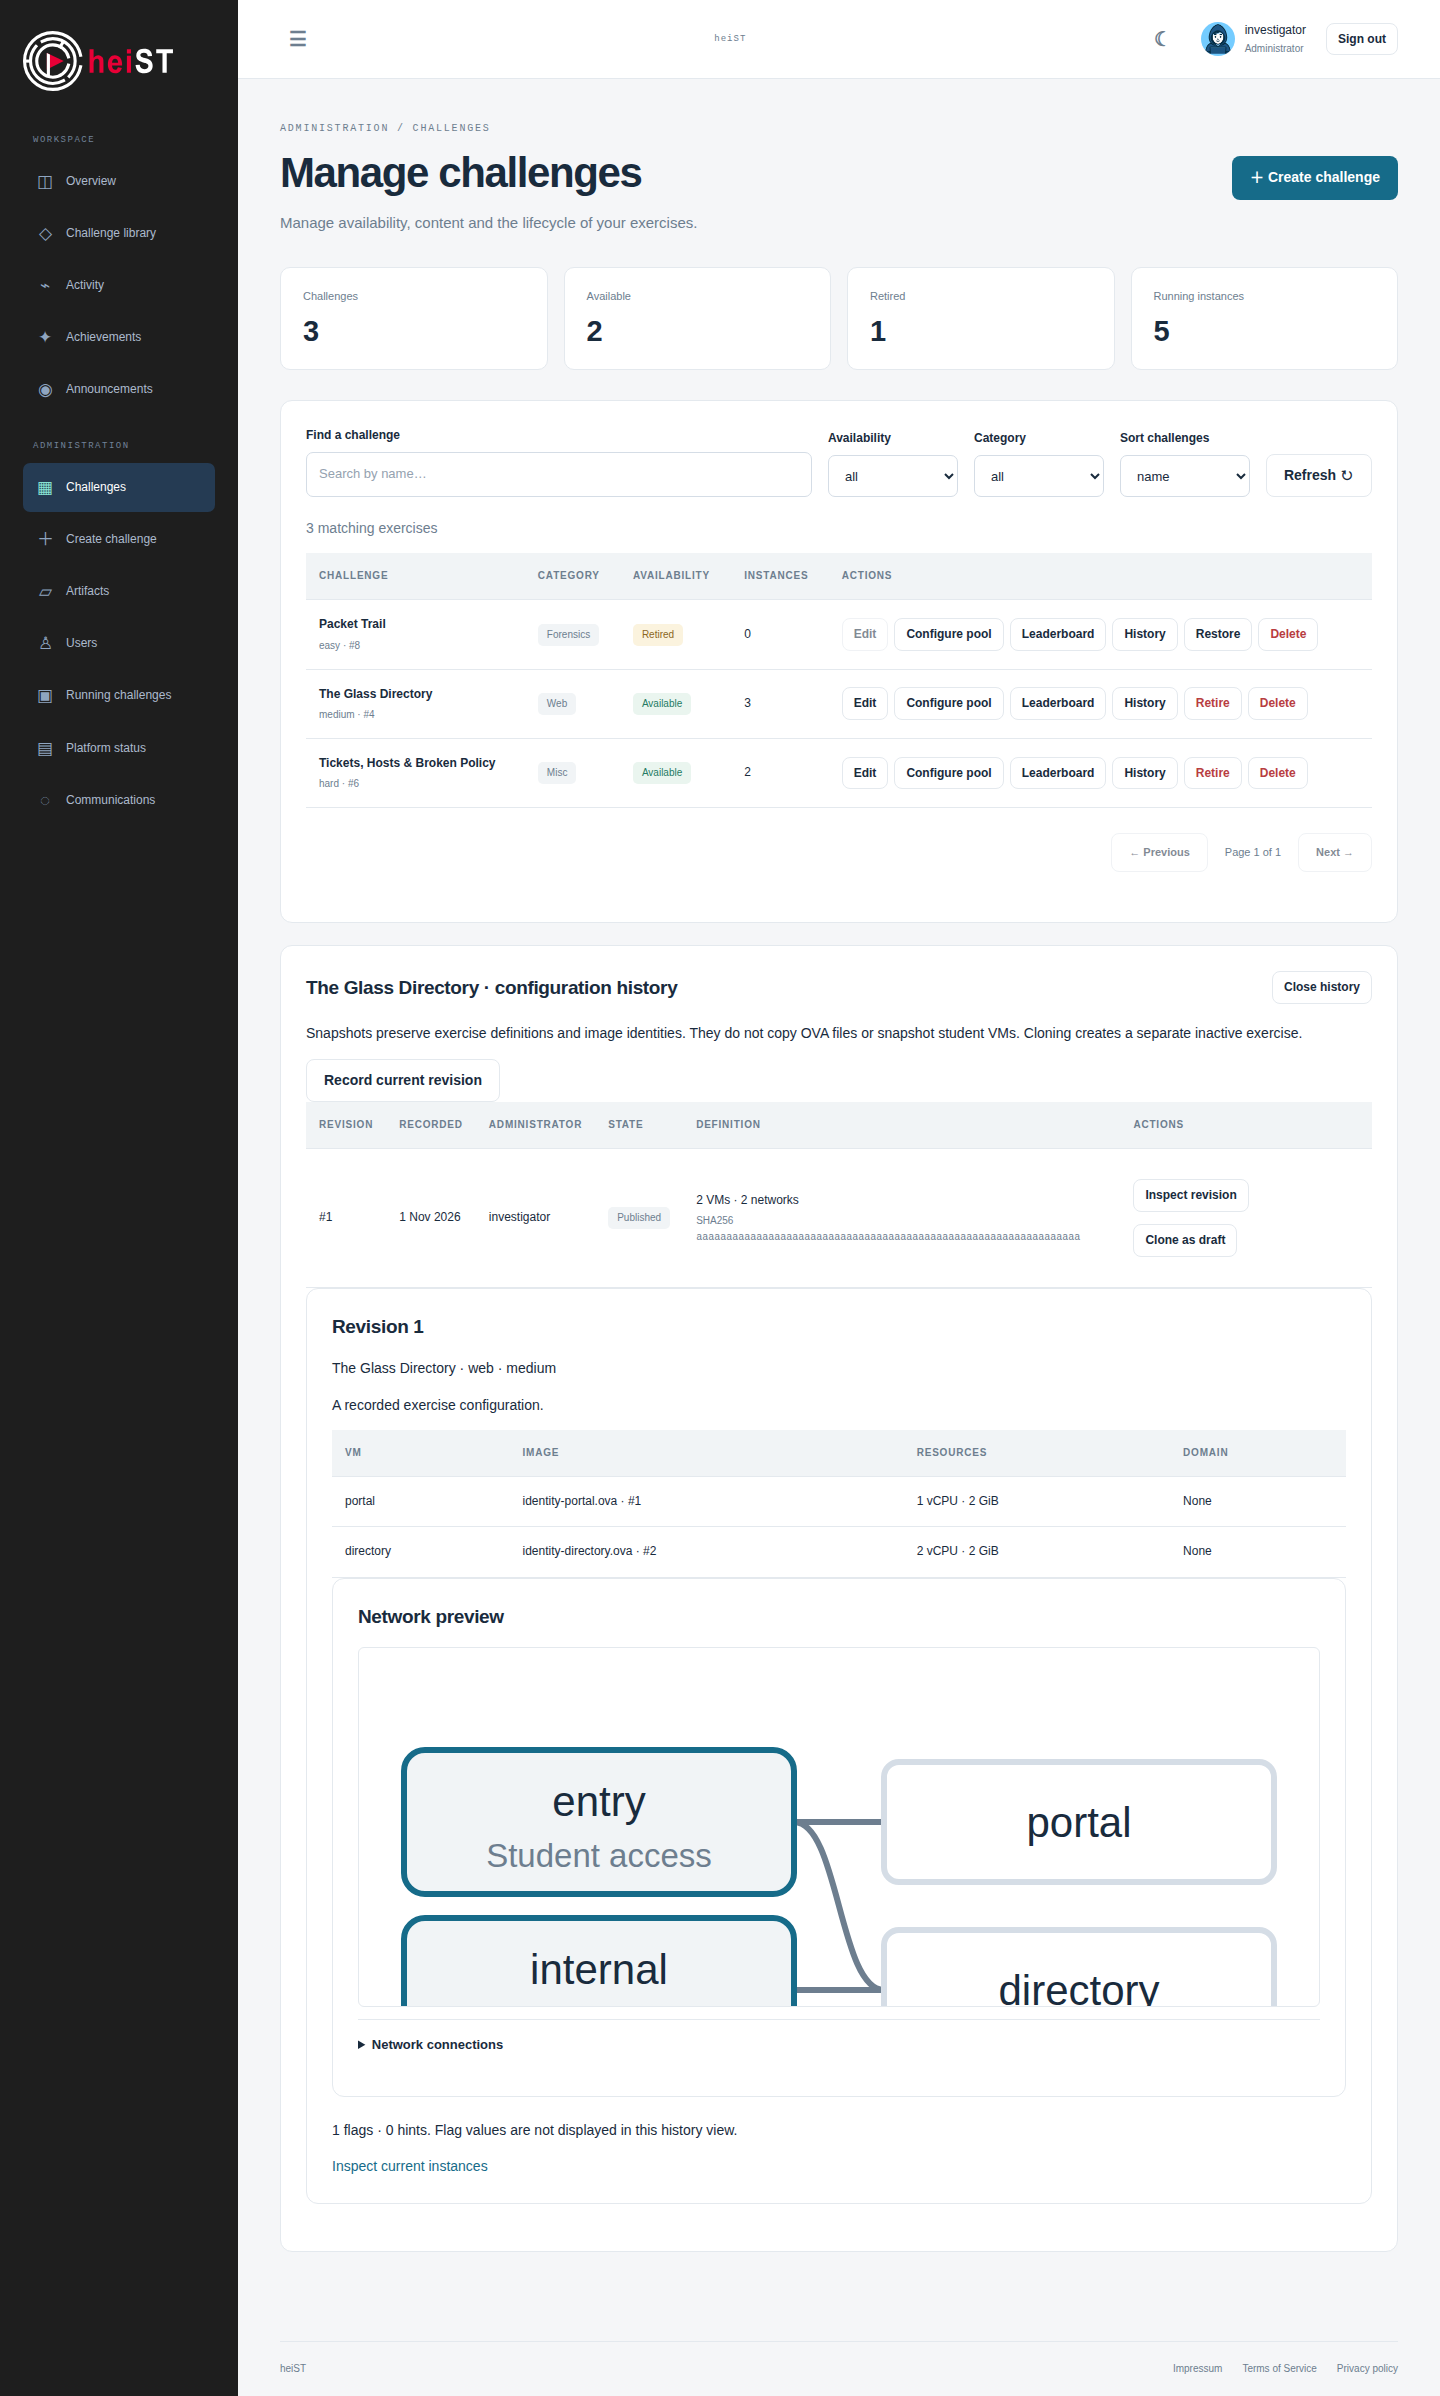 heiST
☰
heiST
☾
investigator
Administrator
Sign out
WORKSPACE
Overview
Challenge library
Activity
Achievements
Announcements
ADMINISTRATION
Challenges
Create challenge
Artifacts
Users
Running challenges
Platform status
Communications
ADMINISTRATION / CHALLENGES
Manage challenges
+ Create challenge
Manage availability, content and the lifecycle of your exercises.
Challenges
3
Available
2
Retired
1
Running instances
5
Find a challenge
Search by name…
Availability
all
Category
all
Sort challenges
name
Refresh ↻
3 matching exercises
CHALLENGE CATEGORY AVAILABILITY INSTANCES ACTIONS
Packet Trail
easy · #8
Forensics Retired 0 Edit Configure pool Leaderboard History Restore Delete
The Glass Directory
medium · #4
Web Available 3 Edit Configure pool Leaderboard History Retire Delete
Tickets, Hosts & Broken Policy
hard · #6
Misc Available 2 Edit Configure pool Leaderboard History Retire Delete
← Previous Page 1 of 1 Next →
The Glass Directory · configuration history
Close history
Snapshots preserve exercise definitions and image identities. They do not copy OVA files or snapshot student VMs. Cloning creates a separate inactive exercise.
Record current revision
REVISION RECORDED ADMINISTRATOR STATE DEFINITION ACTIONS
#1 1 Nov 2026 investigator Published
2 VMs · 2 networks
SHA256
aaaaaaaaaaaaaaaaaaaaaaaaaaaaaaaaaaaaaaaaaaaaaaaaaaaaaaaaaaaaaaaa
Inspect revision
Clone as draft
Revision 1
The Glass Directory · web · medium
A recorded exercise configuration.
VM IMAGE RESOURCES DOMAIN
portal identity-portal.ova · #1 1 vCPU · 2 GiB None
directory identity-directory.ova · #2 2 vCPU · 2 GiB None
Network preview
entry
Student access
portal
internal
directory
▶ Network connections
1 flags · 0 hints. Flag values are not displayed in this history view.
Inspect current instances
heiST
Impressum Terms of Service Privacy policy